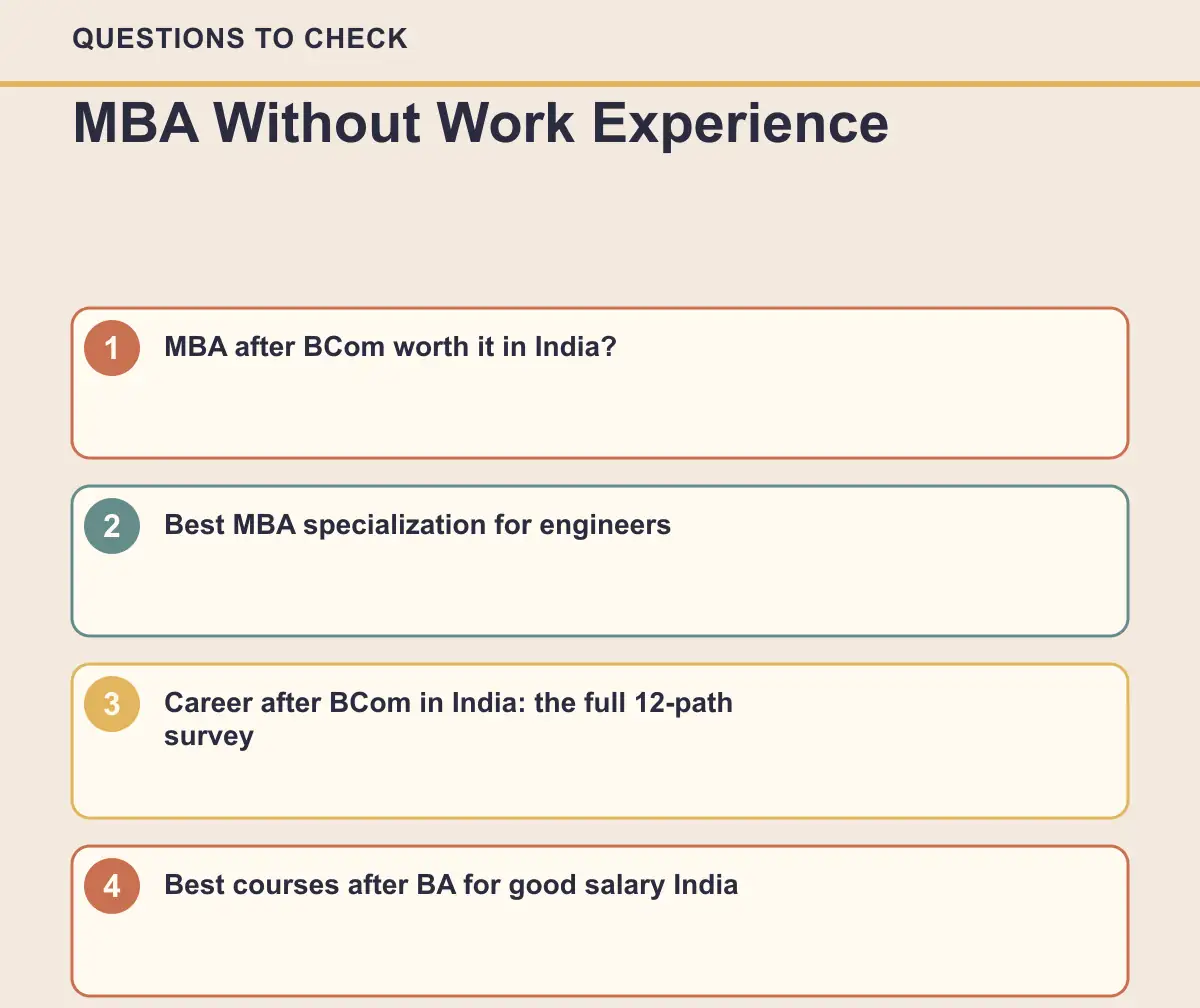 QUESTIONS TO CHECK
MBA Without Work Experience
1
MBA after BCom worth it in India?
2
Best MBA specialization for engineers
3
Career after BCom in India: the full 12-path
survey
4
Best courses after BA for good salary India